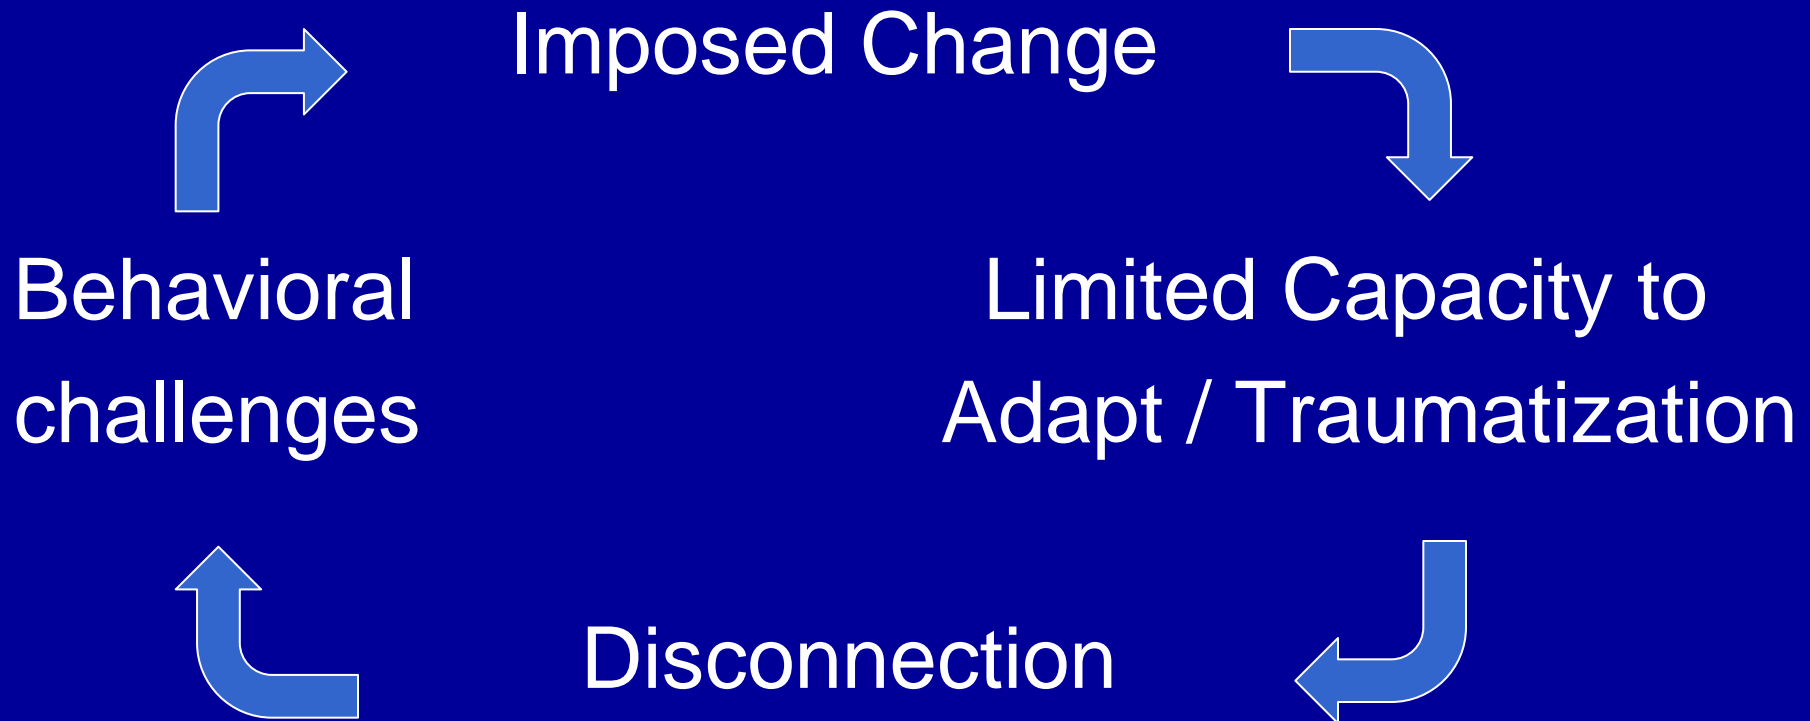 Imposed Change
Behavioral
challenges
Limited Capacity to
Adapt / Traumatization
Disconnection